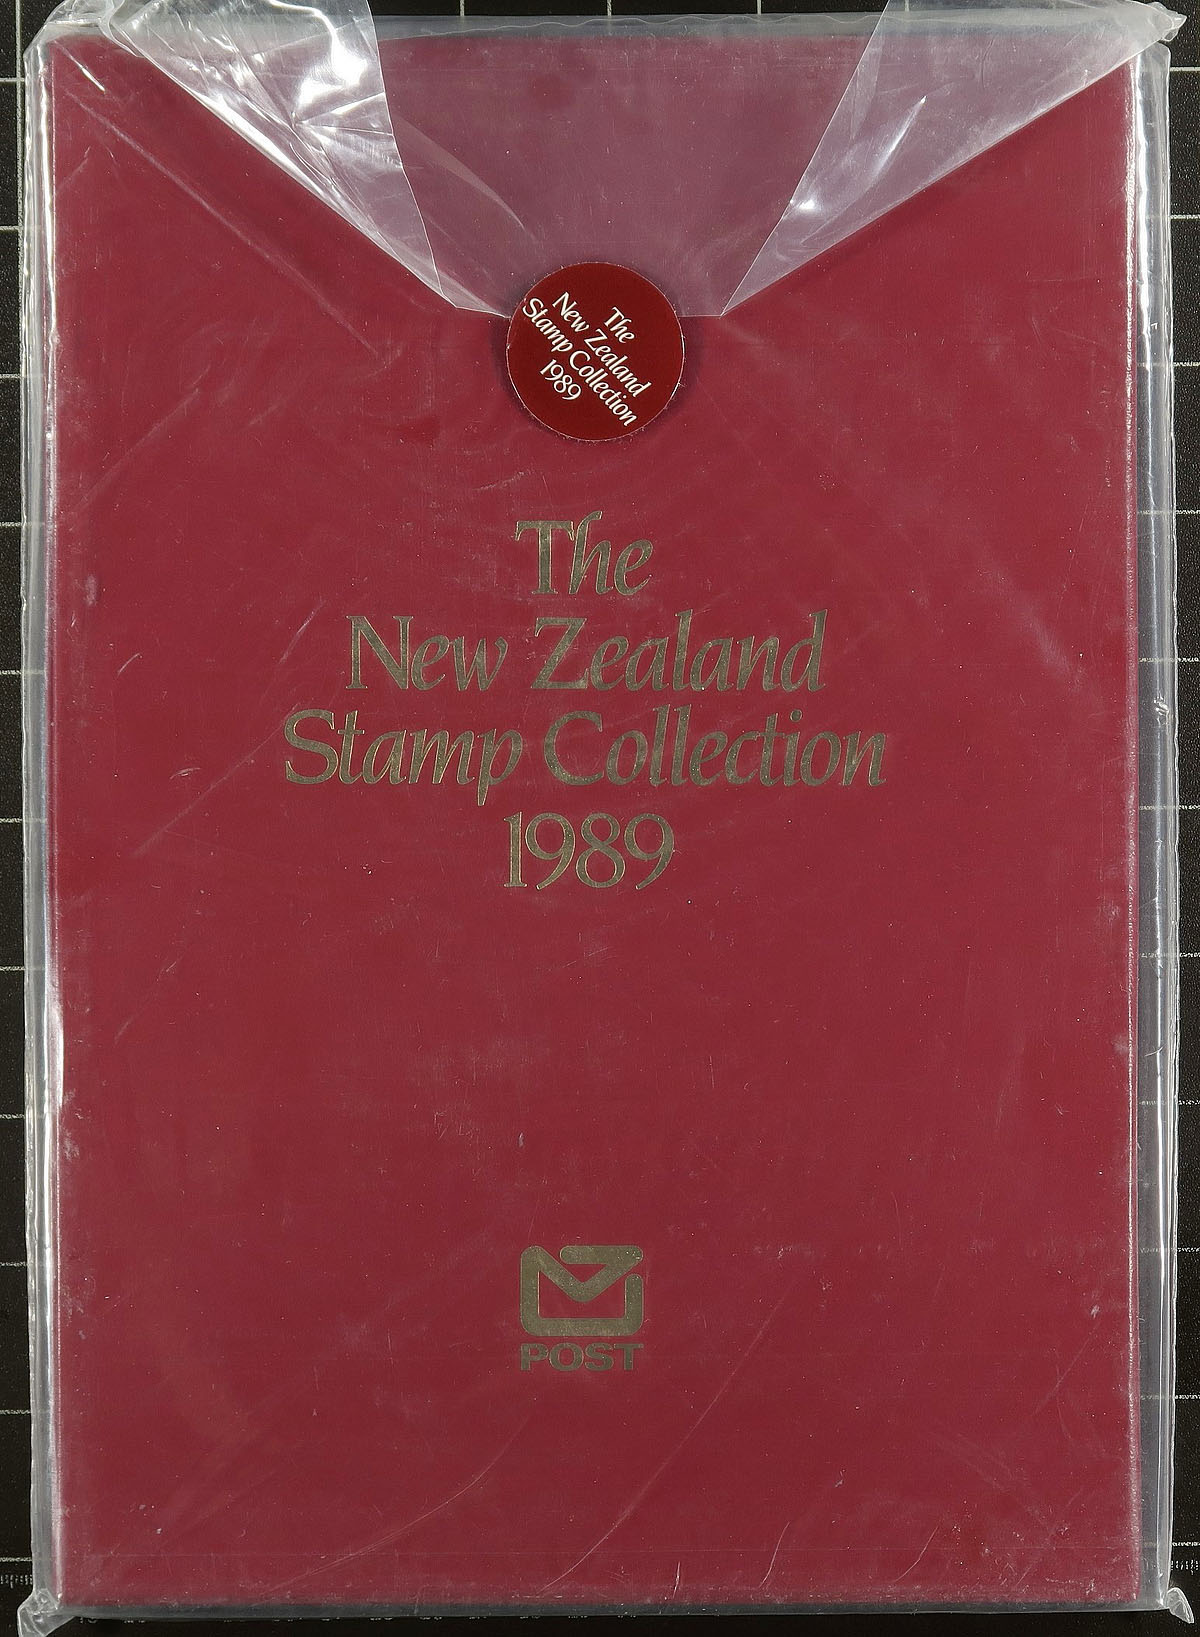 The
New Zealand
Stamp Collection
1989
The
New Zealand
Stamp Collection
1989
POST